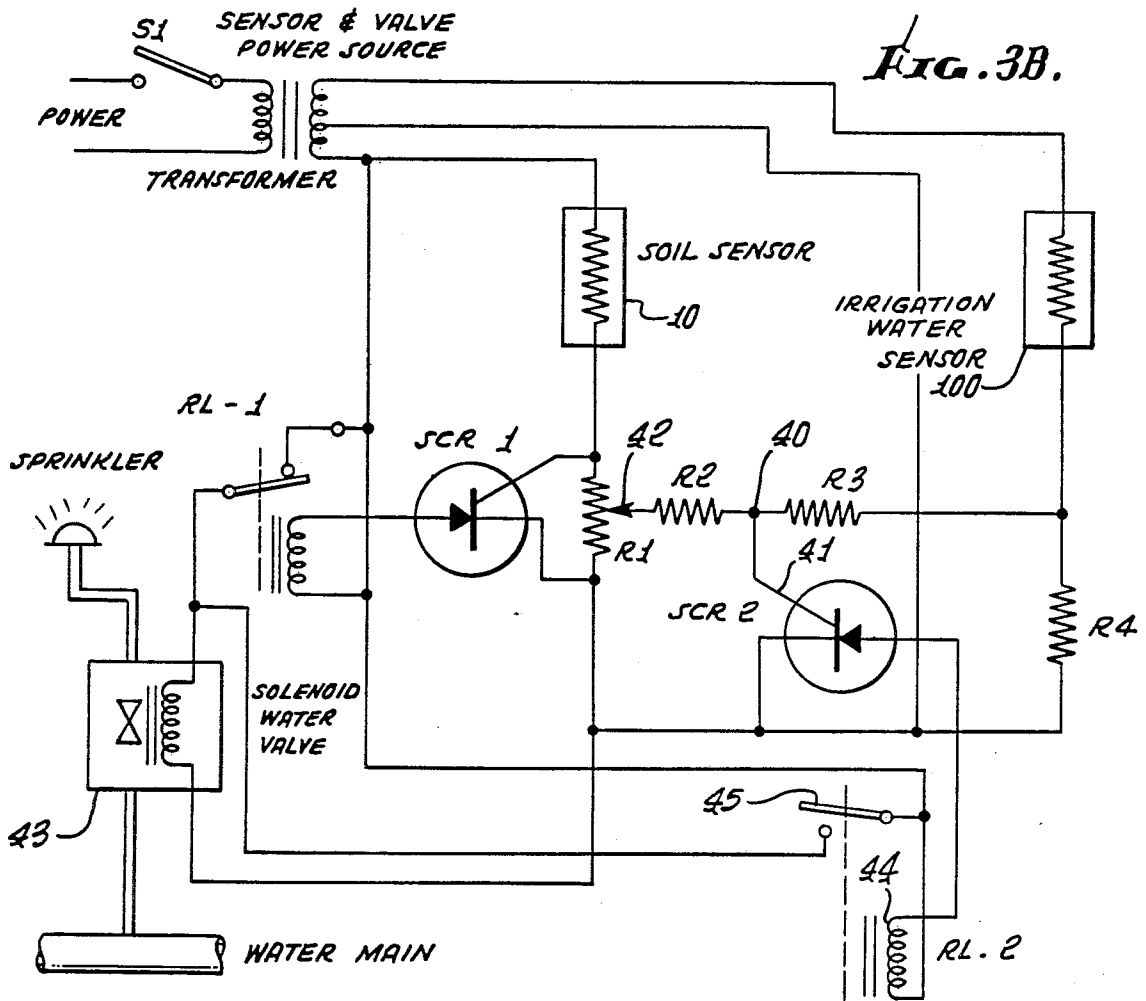 S1
SENSOR & VALVE
POWER SOURCE
FIG. 3B.
POWER
TRANSFORMER
SOIL SENSOR
10
IRRIGATION
WATER
SENSOR
100
RL - 1
SCR 1
42
40
R2
R3
SPRINKLER
R1
41
SCR 2
R4
SOLENOID
WATER
VALVE
43
45
44
RL. 2
WATER MAIN